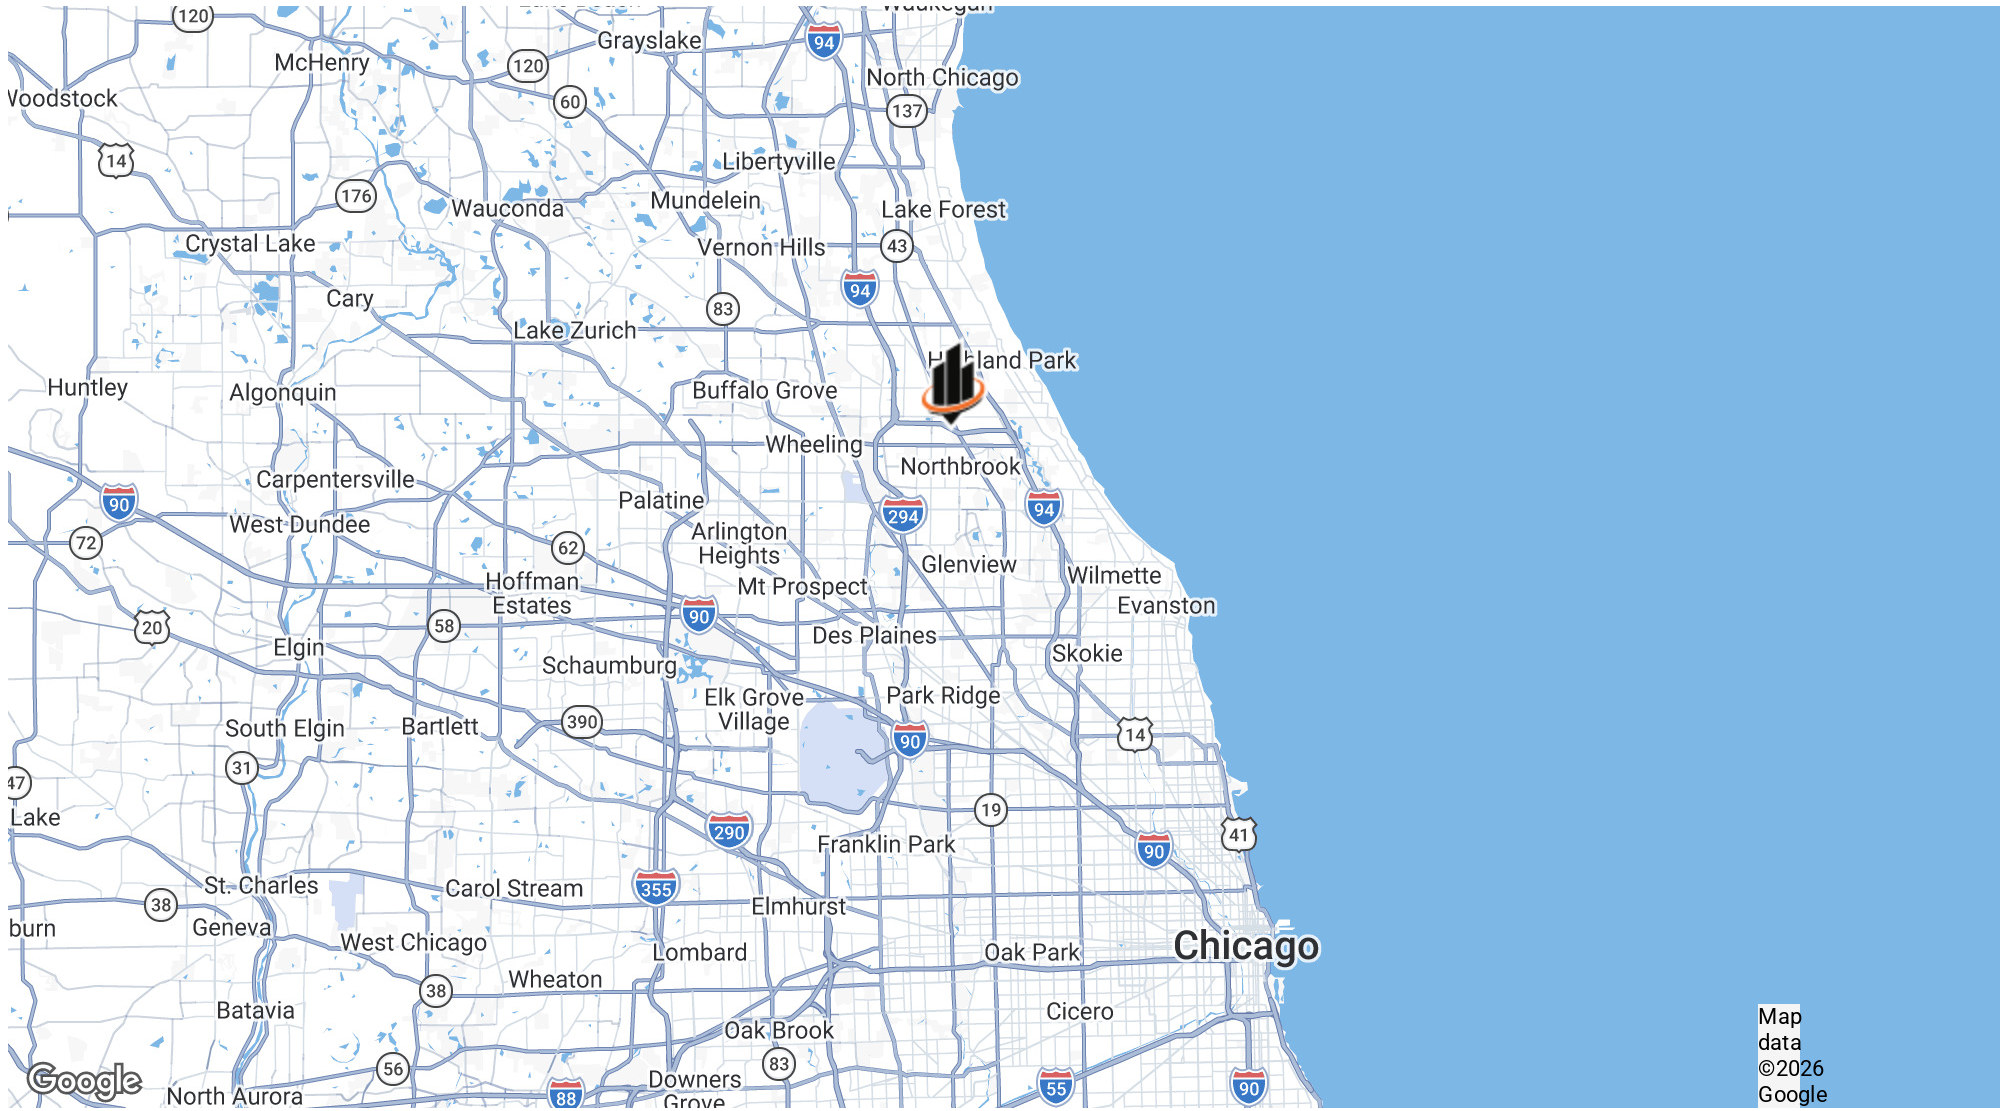 120
Grayslake
94
McHenry
120
North Chicago
Woodstock
60
137
14
Libertyville
176
Wauconda
Mundelein
Lake Forest
Crystal Lake
Vernon Hills
43
94
Cary
83
Lake Zurich
Highland Park
Huntley
Algonquin
Buffalo Grove
Wheeling
Northbrook
Carpentersville
90
Palatine
294
94
West Dundee
72
62
Arlington
Heights
Glenview
Wilmette
Hoffman
Estates
Mt Prospect
Evanston
90
20
58
Des Plaines
Elgin
Schaumburg
Skokie
Elk Grove
Village
Park Ridge
South Elgin
Bartlett
390
90
14
31
47
Lake
19
290
41
Franklin Park
90
St. Charles
Carol Stream
355
38
Elmhurst
burn
Geneva
West Chicago
Lombard
Oak Park
Chicago
Wheaton
38
Batavia
Cicero
Oak Brook
56
83
Google
North Aurora
88
Downers
Grove
55
90
Map
data
©2026
Google